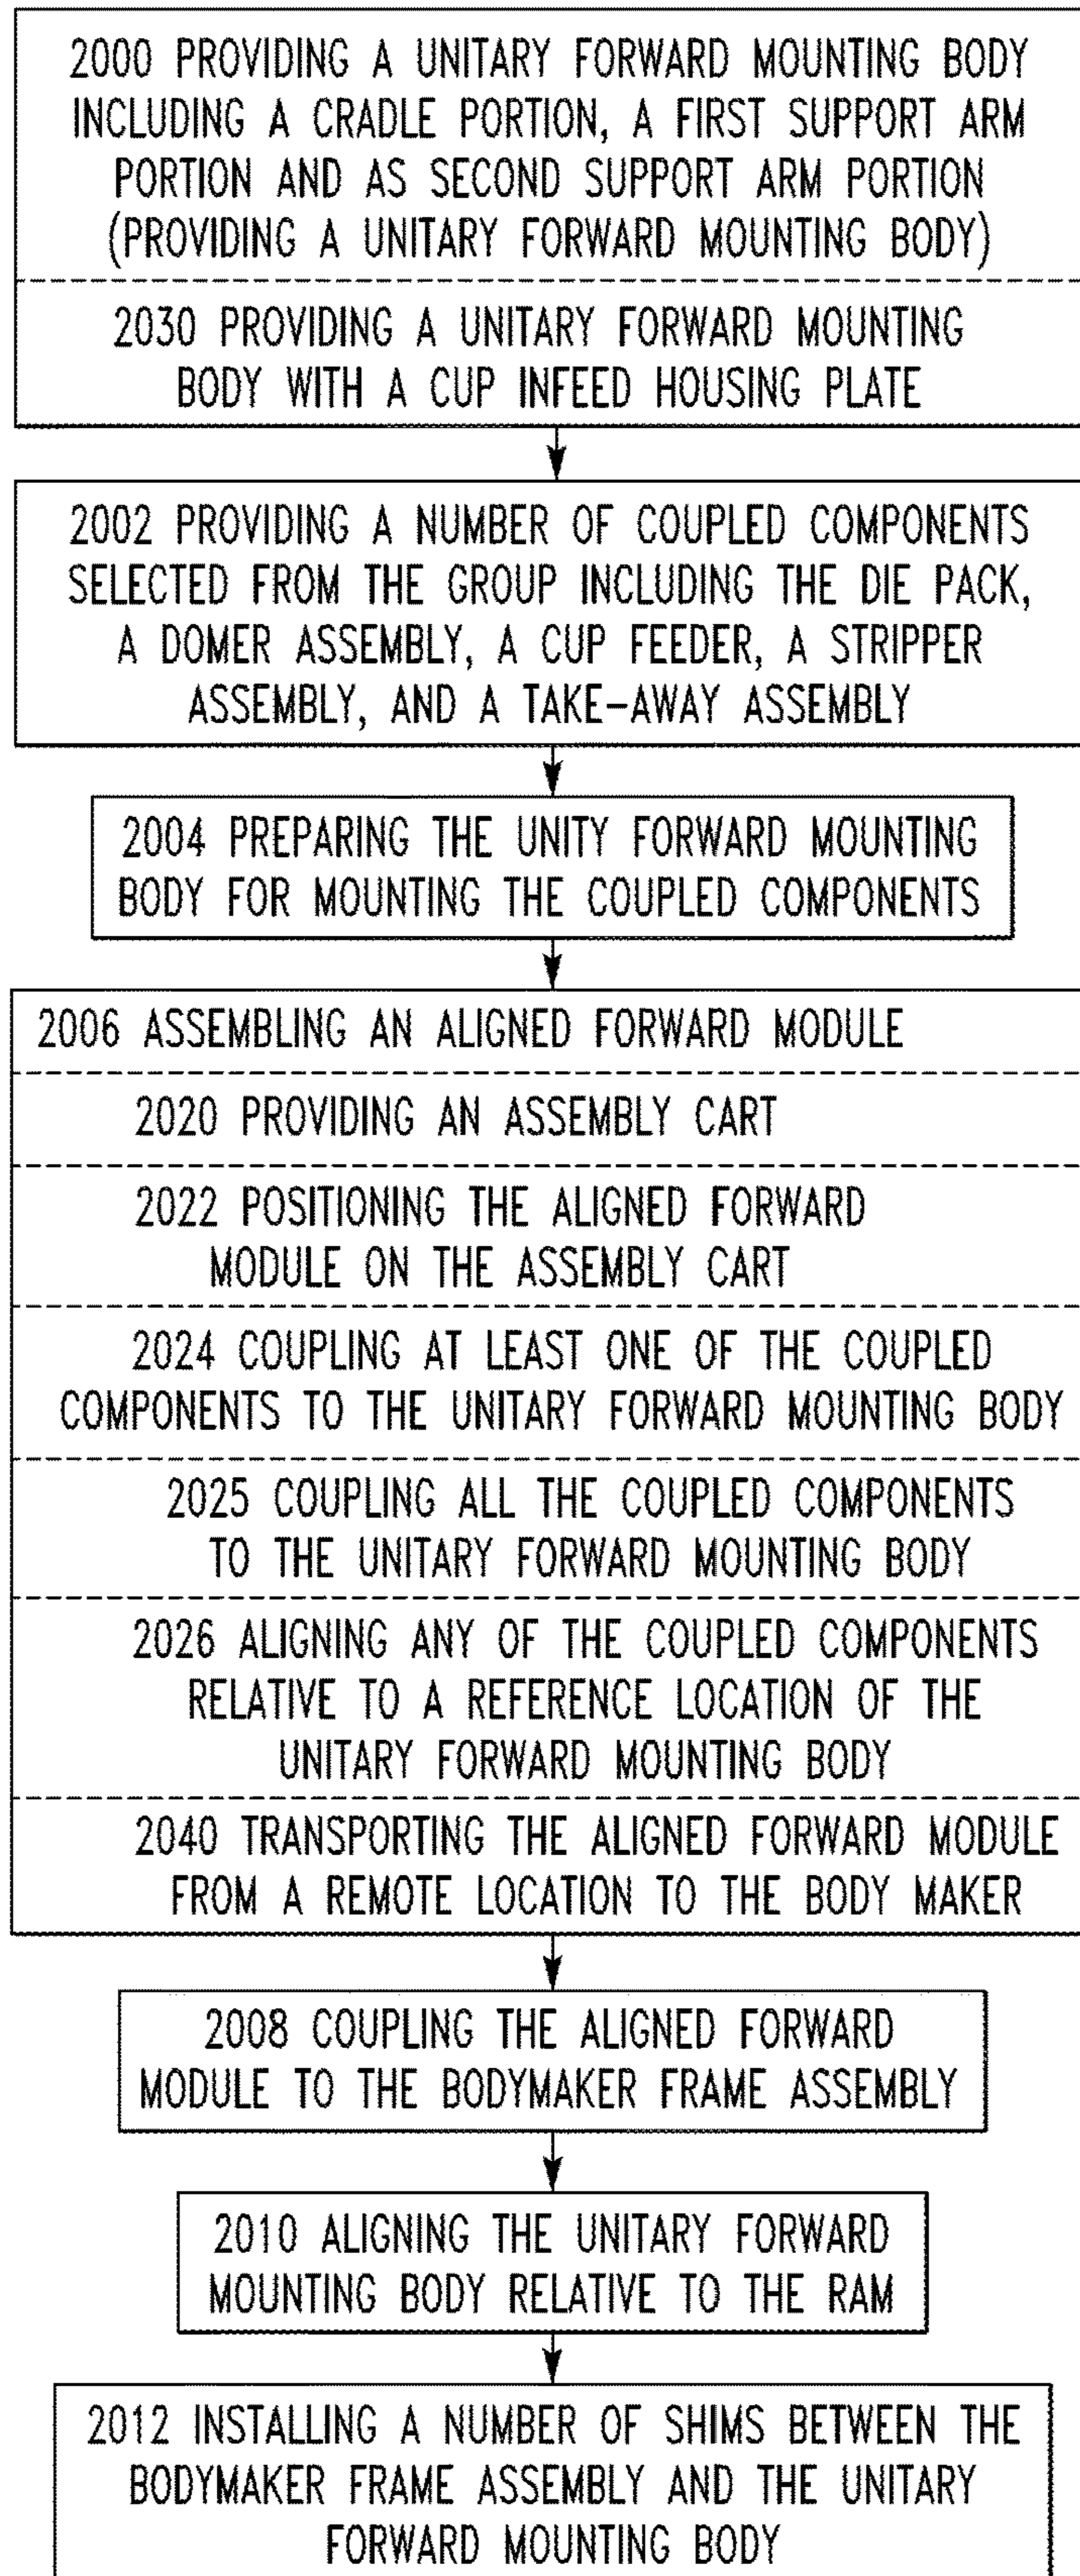 2000 PROVIDING A UNITARY FORWARD MOUNTING BODY
INCLUDING A CRADLE PORTION, A FIRST SUPPORT ARM
PORTION AND AS SECOND SUPPORT ARM PORTION
(PROVIDING A UNITARY FORWARD MOUNTING BODY)
2030 PROVIDING A UNITARY FORWARD MOUNTING
BODY WITH A CUP INFEED HOUSING PLATE
2002 PROVIDING A NUMBER OF COUPLED COMPONENTS
SELECTED FROM THE GROUP INCLUDING THE DIE PACK,
A DOMER ASSEMBLY, A CUP FEEDER, A STRIPPER
ASSEMBLY, AND A TAKE-AWAY ASSEMBLY
2004 PREPARING THE UNITY FORWARD MOUNTING
BODY FOR MOUNTING THE COUPLED COMPONENTS
2006 ASSEMBLING AN ALIGNED FORWARD MODULE
2020 PROVIDING AN ASSEMBLY CART
2022 POSITIONING THE ALIGNED FORWARD
MODULE ON THE ASSEMBLY CART
2024 COUPLING AT LEAST ONE OF THE COUPLED
COMPONENTS TO THE UNITARY FORWARD MOUNTING BODY
2025 COUPLING ALL THE COUPLED COMPONENTS
TO THE UNITARY FORWARD MOUNTING BODY
2026 ALIGNING ANY OF THE COUPLED COMPONENTS
RELATIVE TO A REFERENCE LOCATION OF THE
UNITARY FORWARD MOUNTING BODY
2040 TRANSPORTING THE ALIGNED FORWARD MODULE
FROM A REMOTE LOCATION TO THE BODY MAKER
2008 COUPLING THE ALIGNED FORWARD
MODULE TO THE BODYMAKER FRAME ASSEMBLY
2010 ALIGNING THE UNITARY FORWARD
MOUNTING BODY RELATIVE TO THE RAM
2012 INSTALLING A NUMBER OF SHIMS BETWEEN THE
BODYMAKER FRAME ASSEMBLY AND THE UNITARY
FORWARD MOUNTING BODY